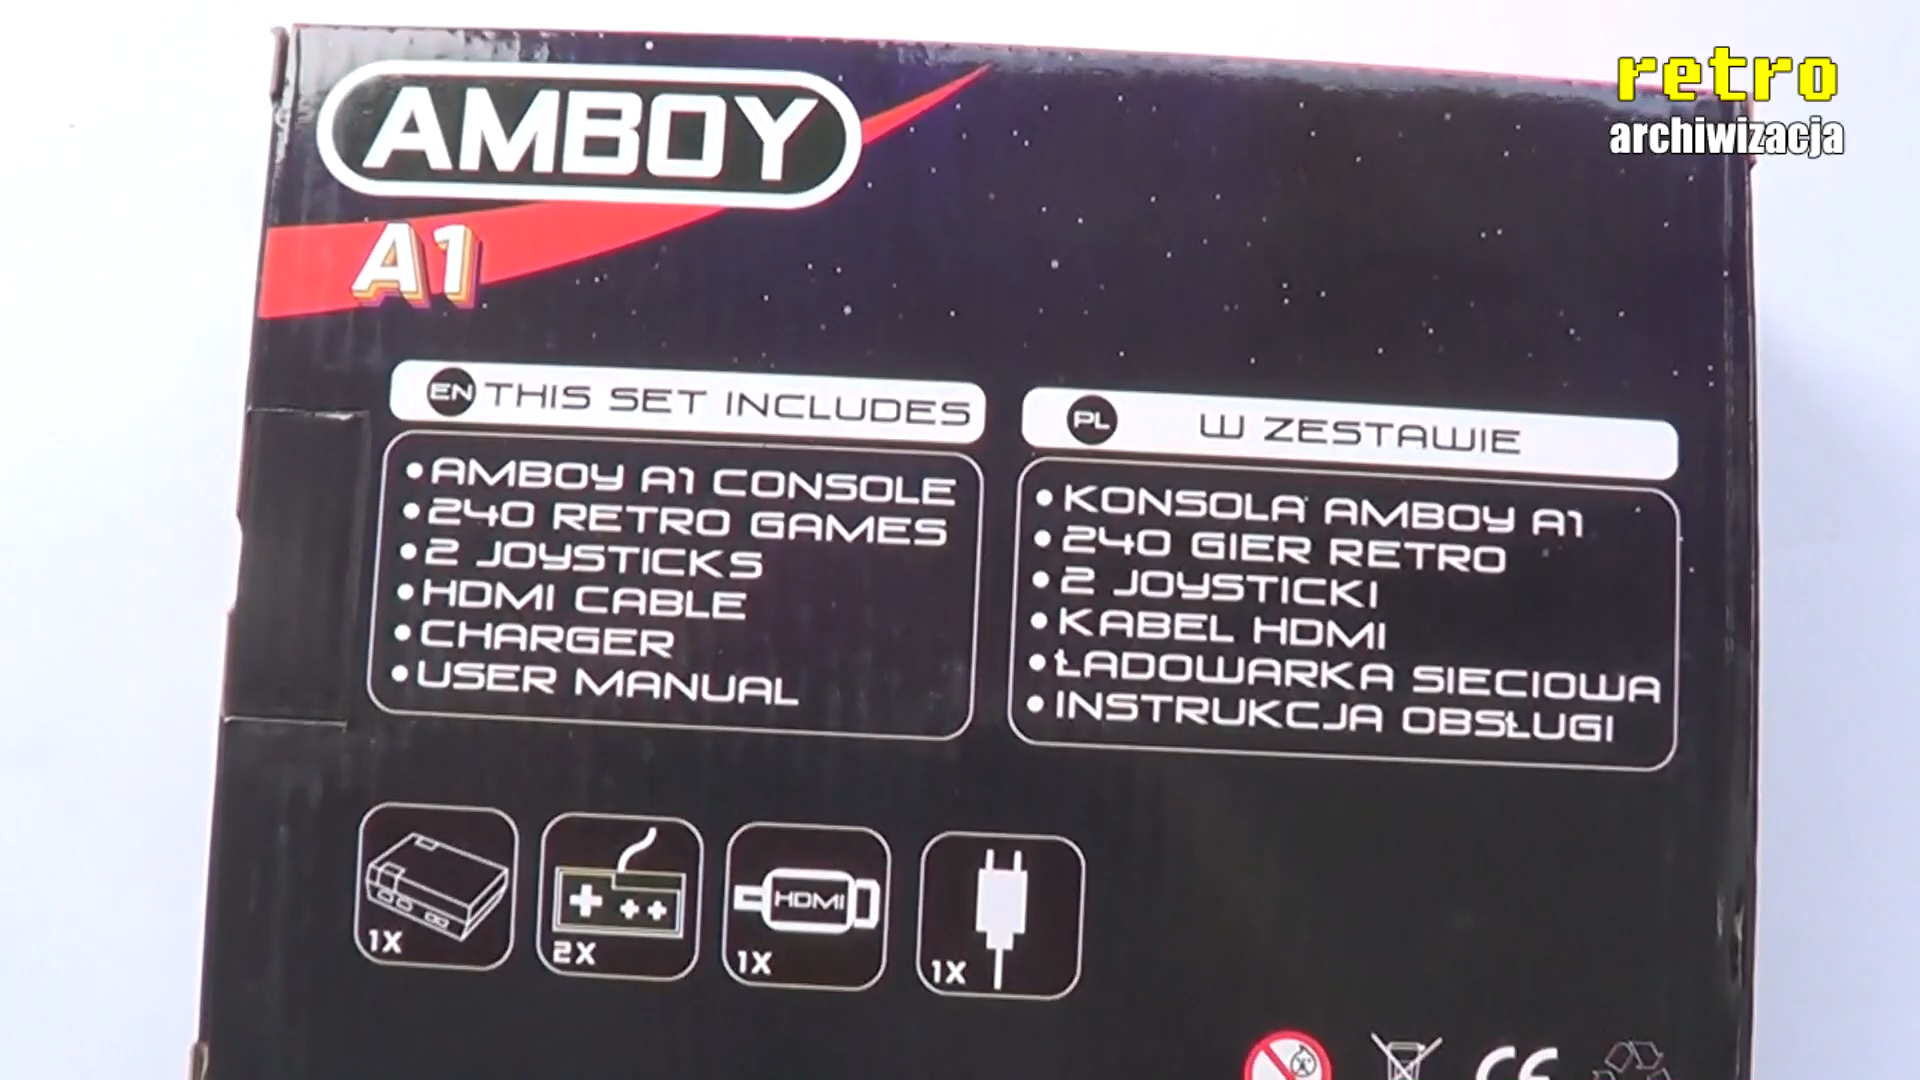 retro
archiwizacja
AMBOY
A1
EN THIS SET INCLUDES
• AMBOY A1 CONSOLE
• 240 RETRO GAMES
• 2 JOYSTICKS
• HDMI CABLE
• CHARGER
• USER MANUAL
PL W ZESTAWIE
• KONSOLA AMBOY A1
• 240 GIER RETRO
• 2 JOYSTICKI
• KABEL HDMI
• ŁADOWARKA SIECIOWA
• INSTRUKCJA OBSŁUGI
1X
2X
HDMI
1X
1X
CE